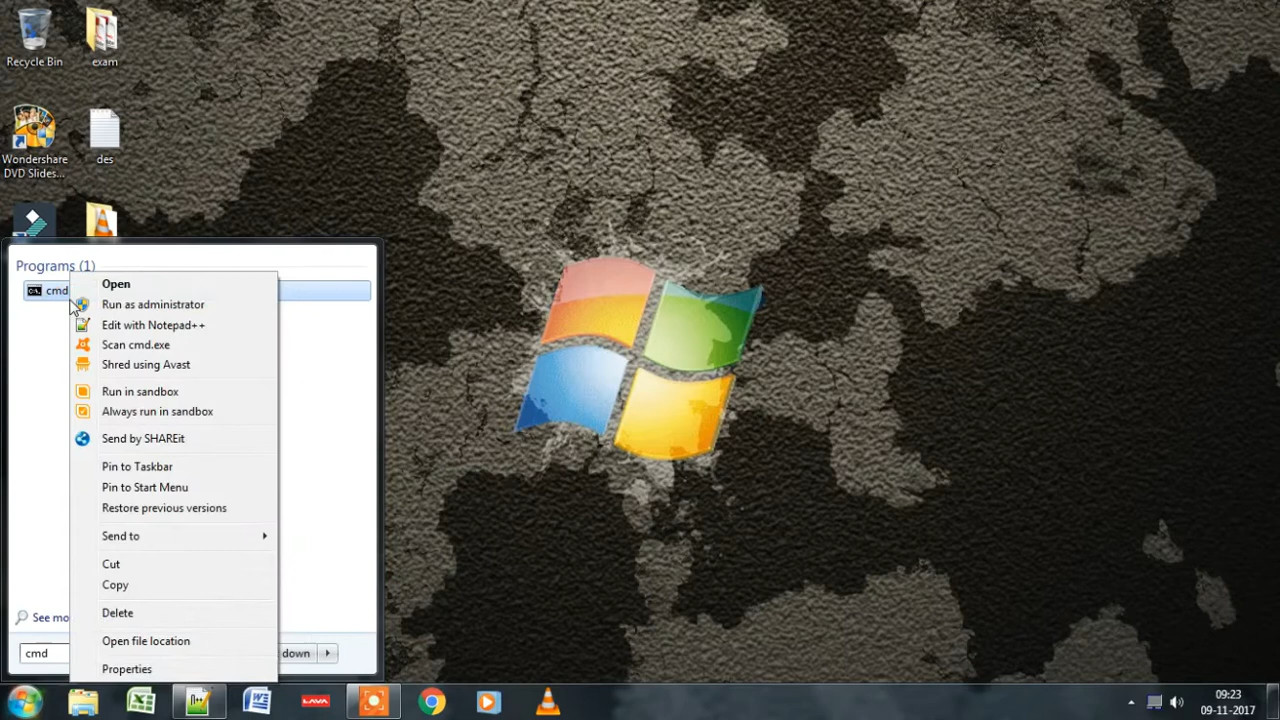 Recycle Bin
exam
Wondershare
DVD Slides...
des
Programs (1)
cmd
Open
Run as administrator
Edit with Notepad++
Scan cmd.exe
Shred using Avast
Run in sandbox
Always run in sandbox
Send by SHAREit
Pin to Taskbar
Pin to Start Menu
Restore previous versions
Send to
Cut
Copy
Delete
Open file location
Properties
See mo
cmd
down
LAVA
09:23
09-11-2017